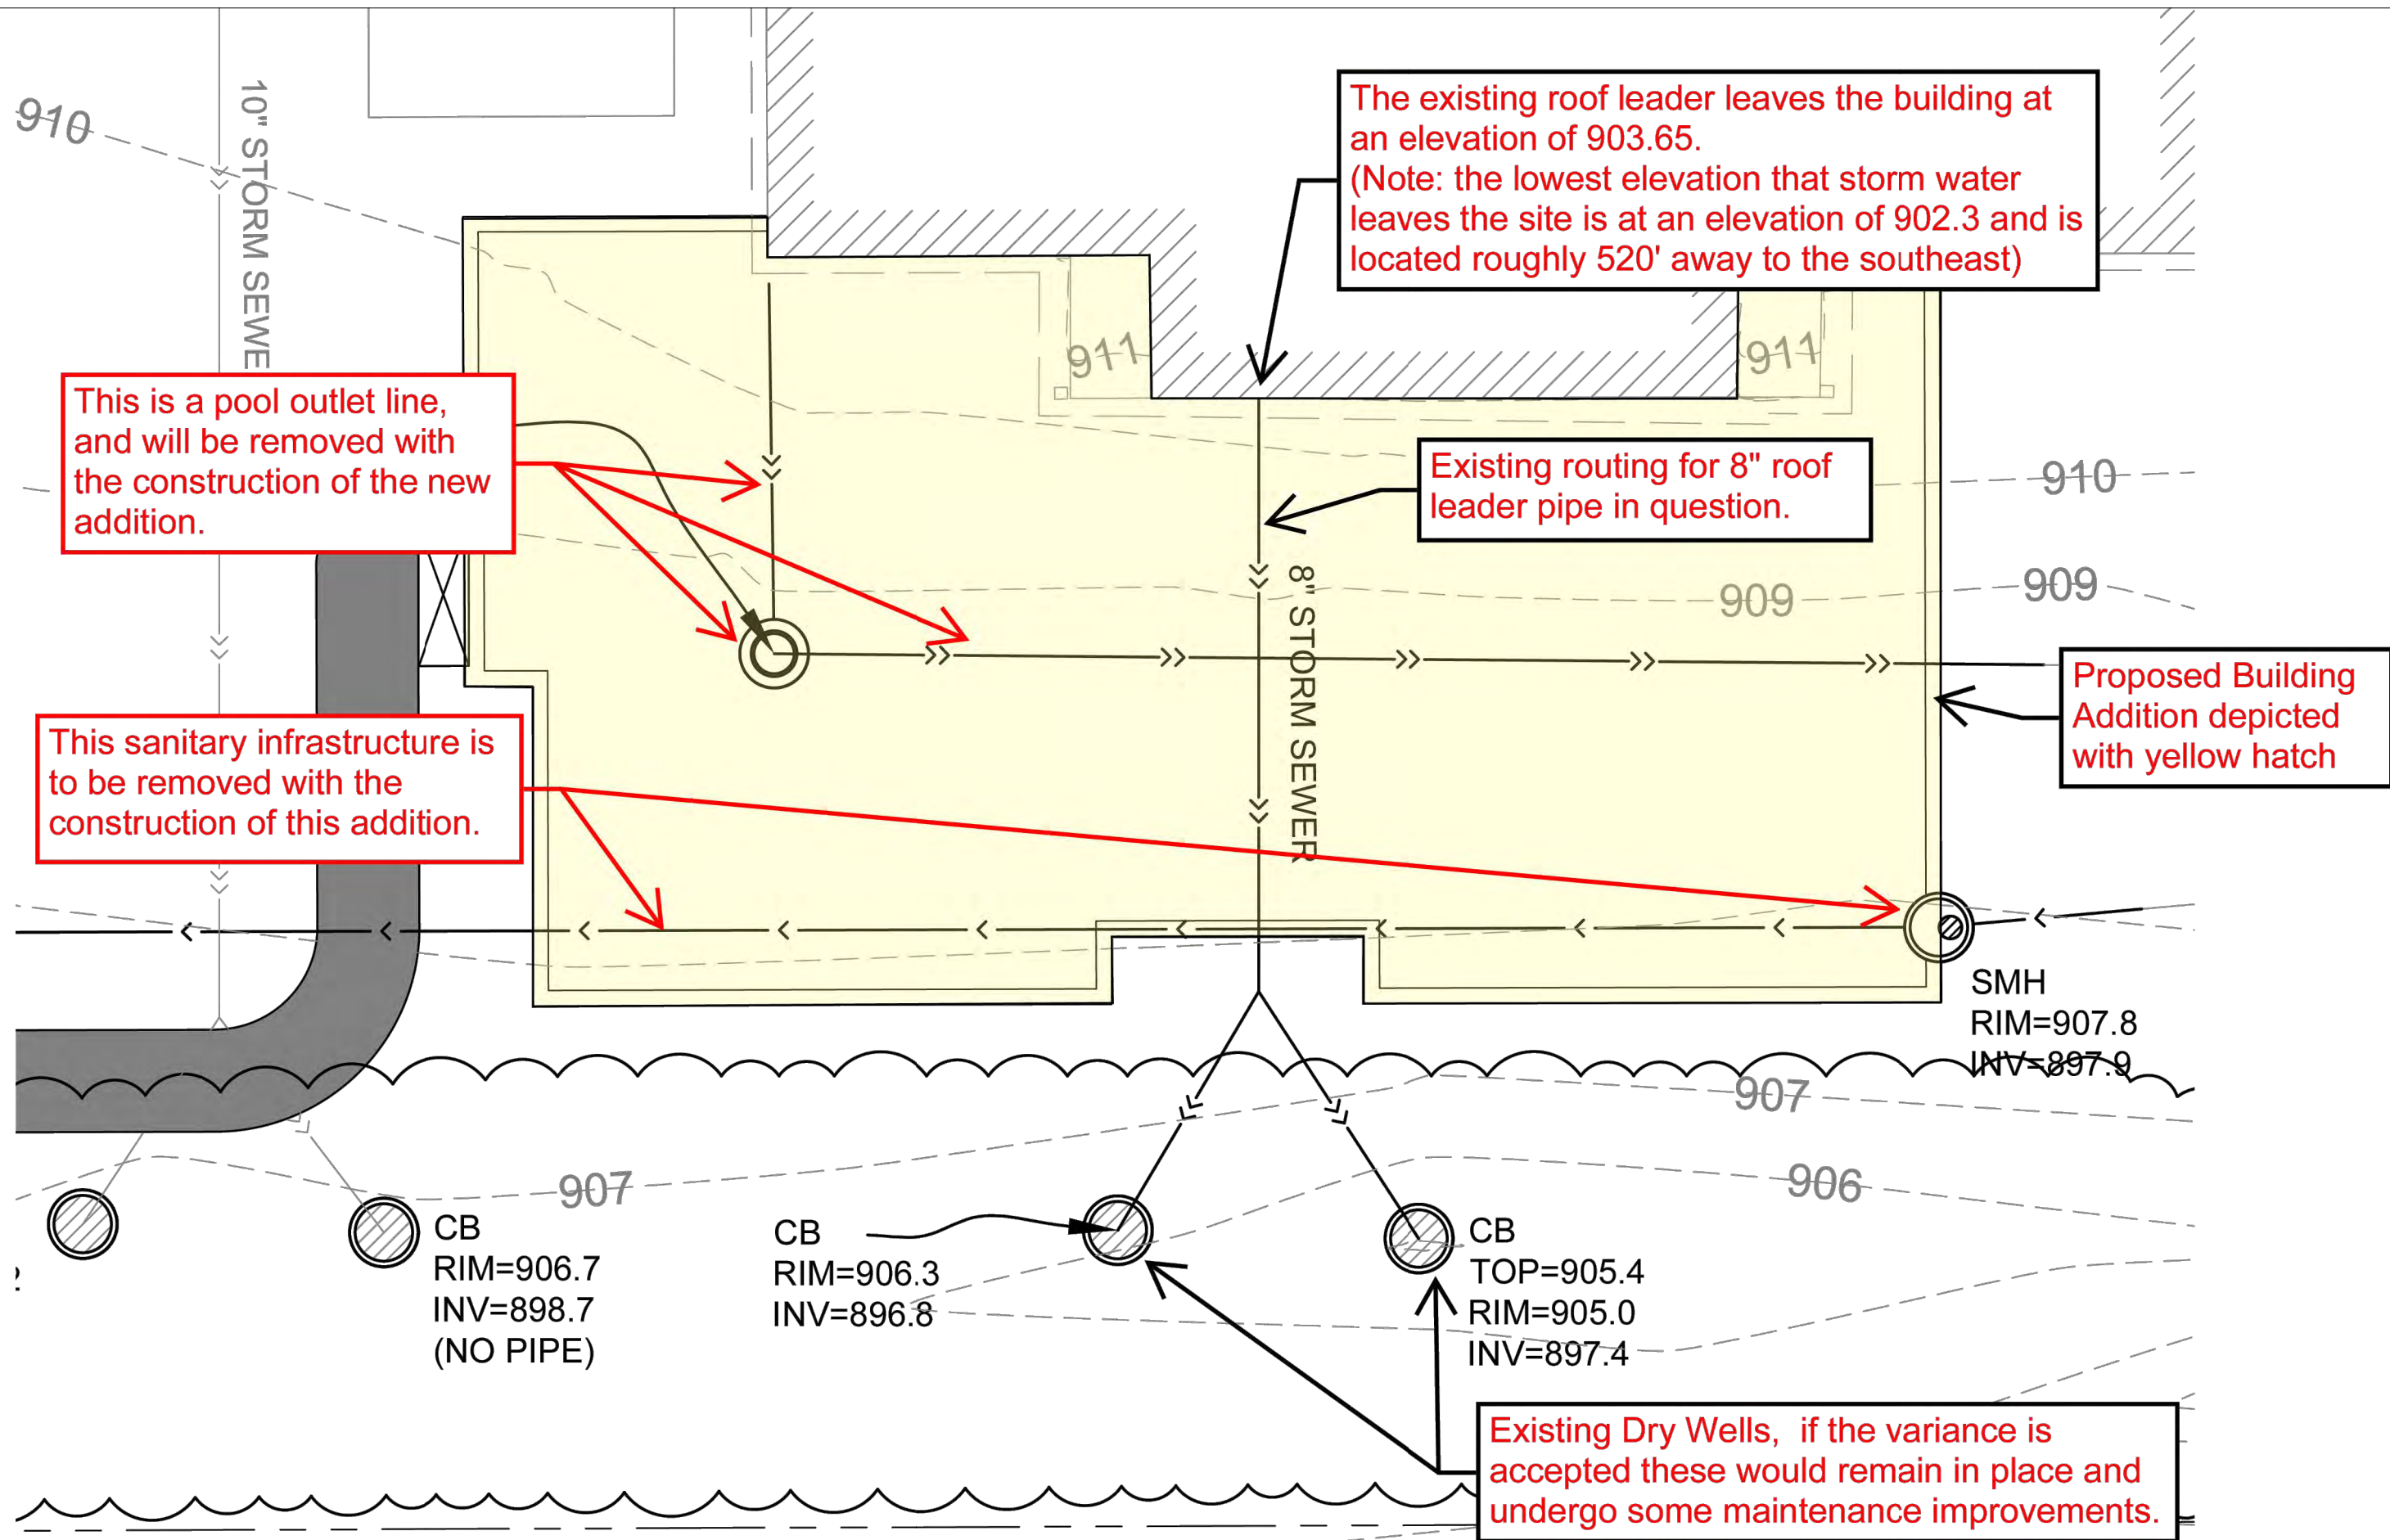 910
10" STORM SEWE
The existing roof leader leaves the building at
an elevation of 903.65.
(Note: the lowest elevation that storm water
leaves the site is at an elevation of 902.3 and is
located roughly 520' away to the southeast)
911
911
This is a pool outlet line,
and will be removed with
the construction of the new
addition.
Existing routing for 8" roof
leader pipe in question.
910
8" STORM SEWER
909
909
Proposed Building
Addition depicted
with yellow hatch
This sanitary infrastructure is
to be removed with the
construction of this addition.
SMH
RIM=907.8
INV=897.9
907
907
906
CB
RIM=906.7
INV=898.7
(NO PIPE)
CB
RIM=906.3
INV=896.8
CB
TOP=905.4
RIM=905.0
INV=897.4
Existing Dry Wells, if the variance is
accepted these would remain in place and
undergo some maintenance improvements.